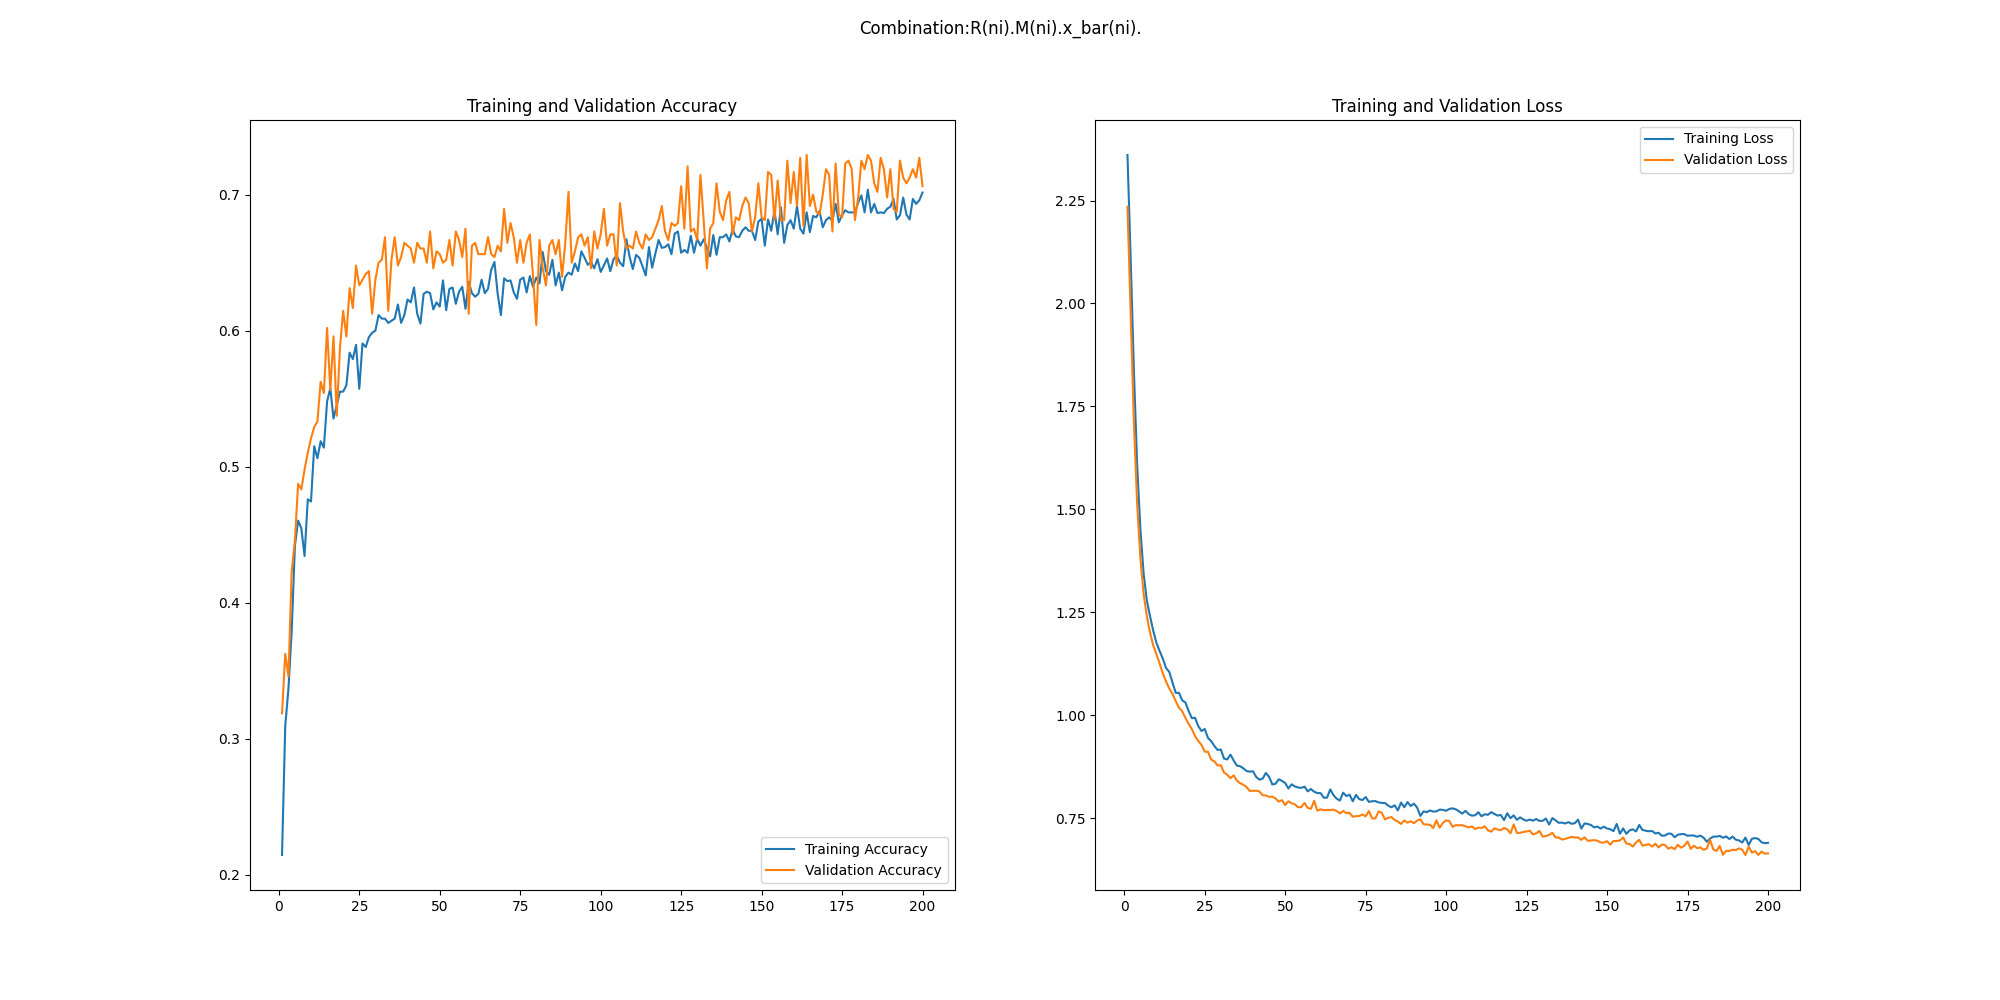 Combination:R(ni).M(ni).x_bar(ni).
Training and Validation Accuracy
0.7
0.6
0.5
0.4
0.3
0.2
0 25 50 75 100 125 150 175 200
Training Accuracy
Validation Accuracy
Training and Validation Loss
2.25
2.00
1.75
1.50
1.25
1.00
0.75
0 25 50 75 100 125 150 175 200
Training Loss
Validation Loss